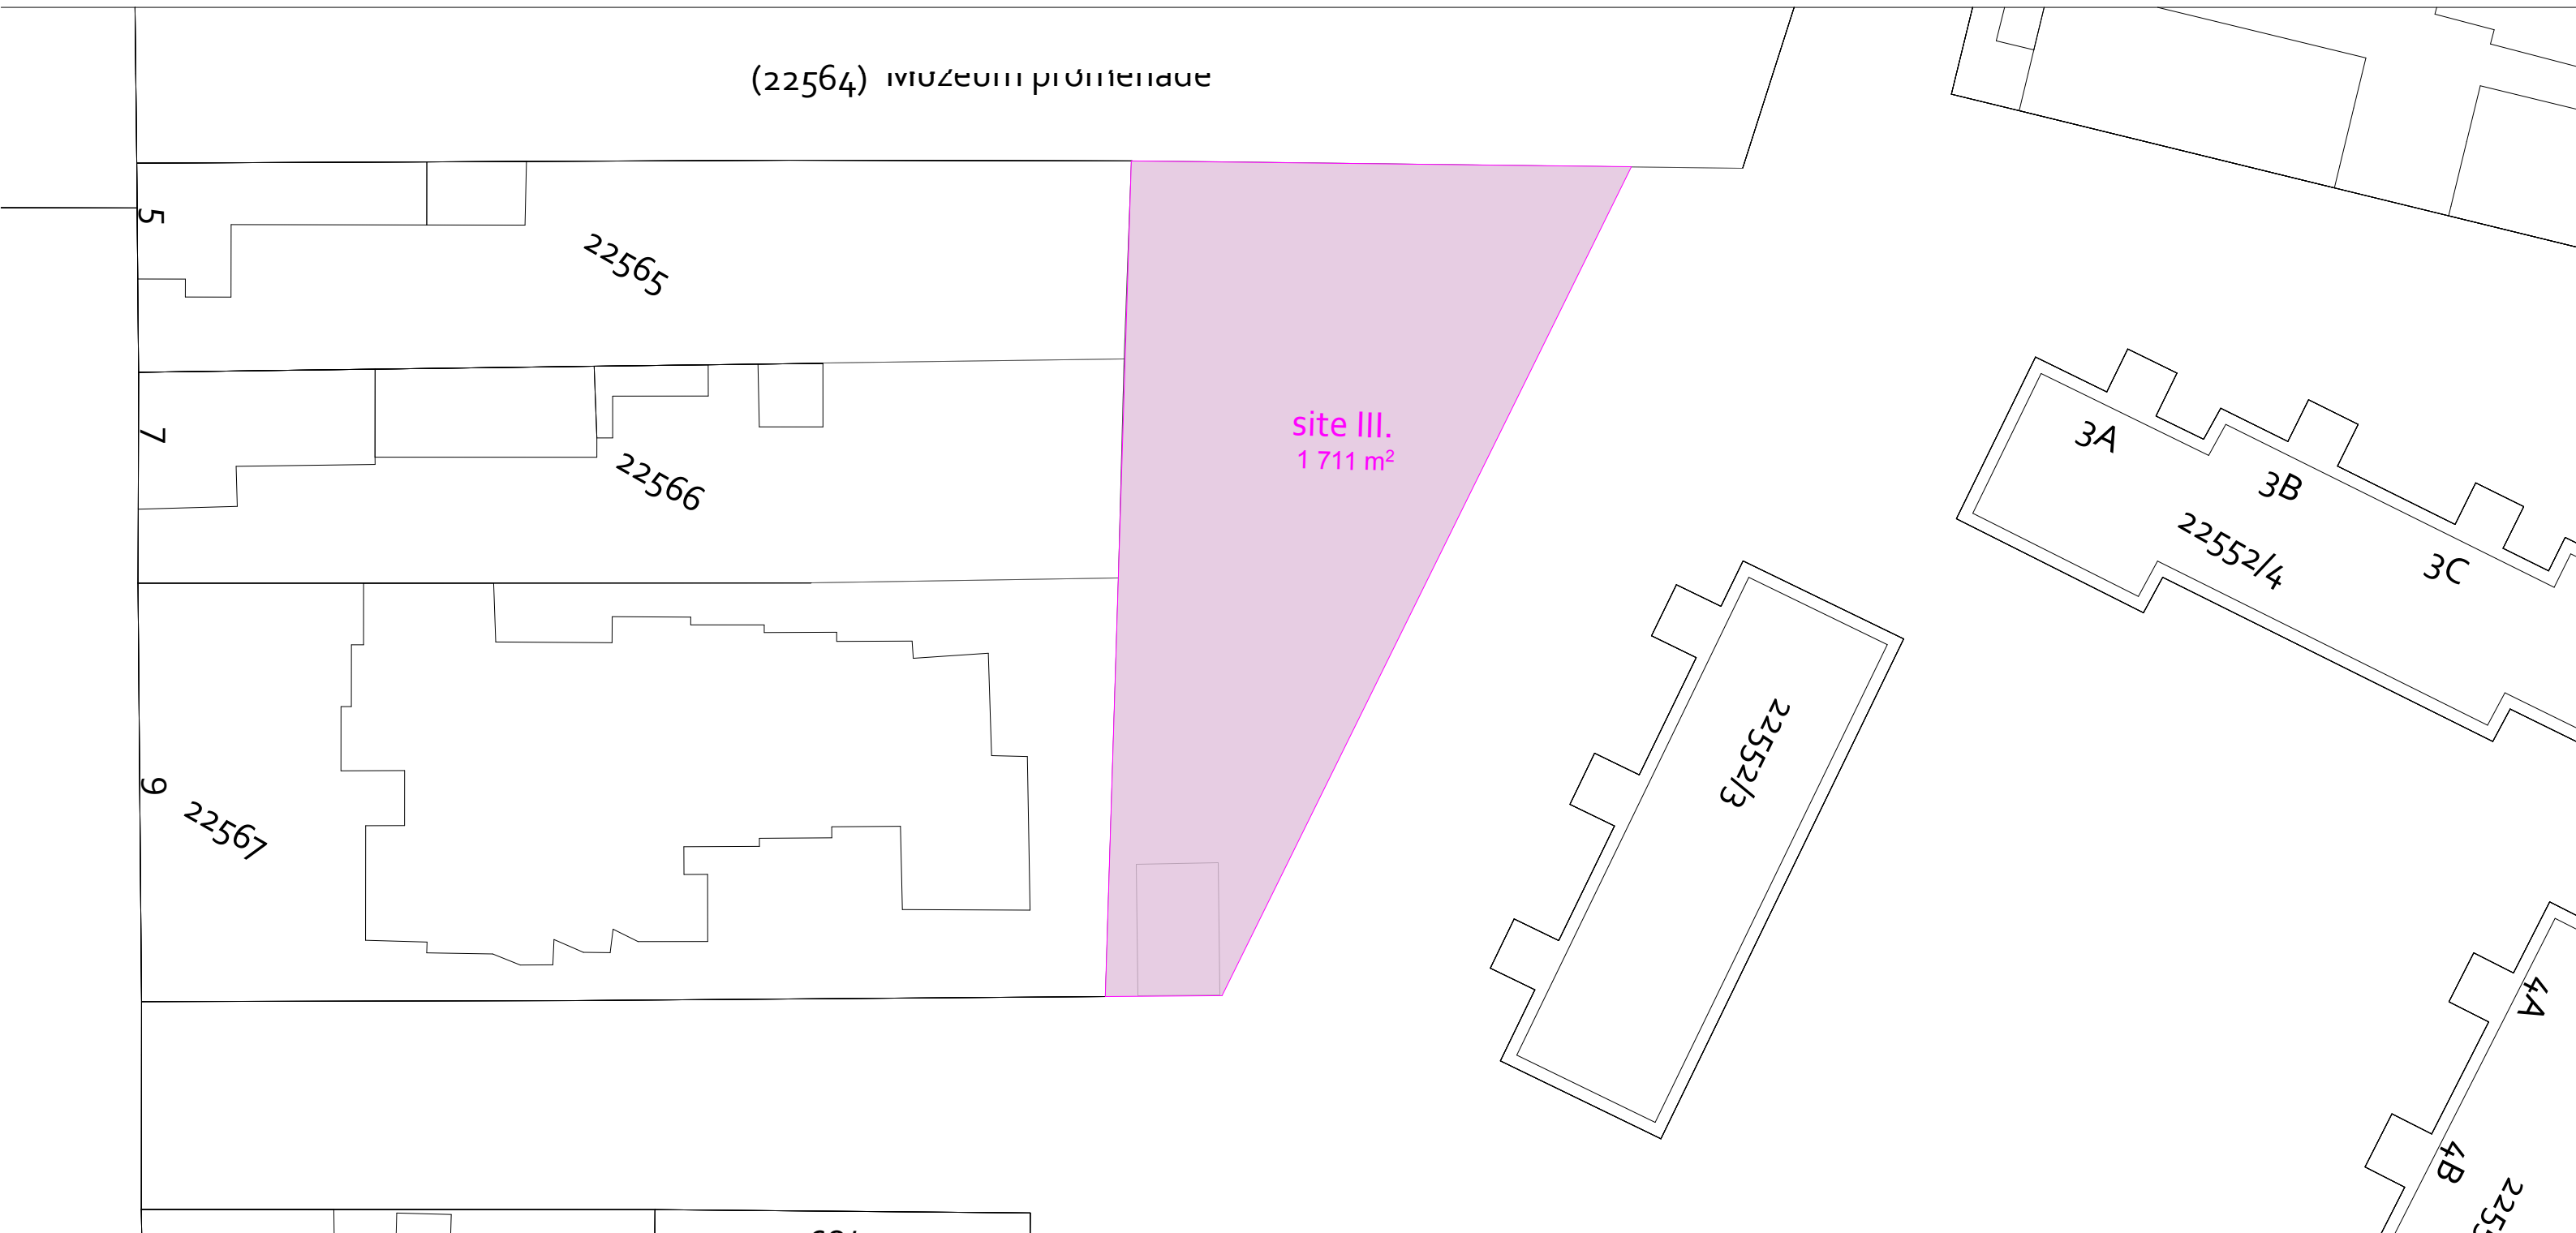 (22564) Múzeum promenade
5
22565
7
22566
site III.
1 711 m²
3A
3B
22552/4
3C
22552/3
9
22567
4A
4B